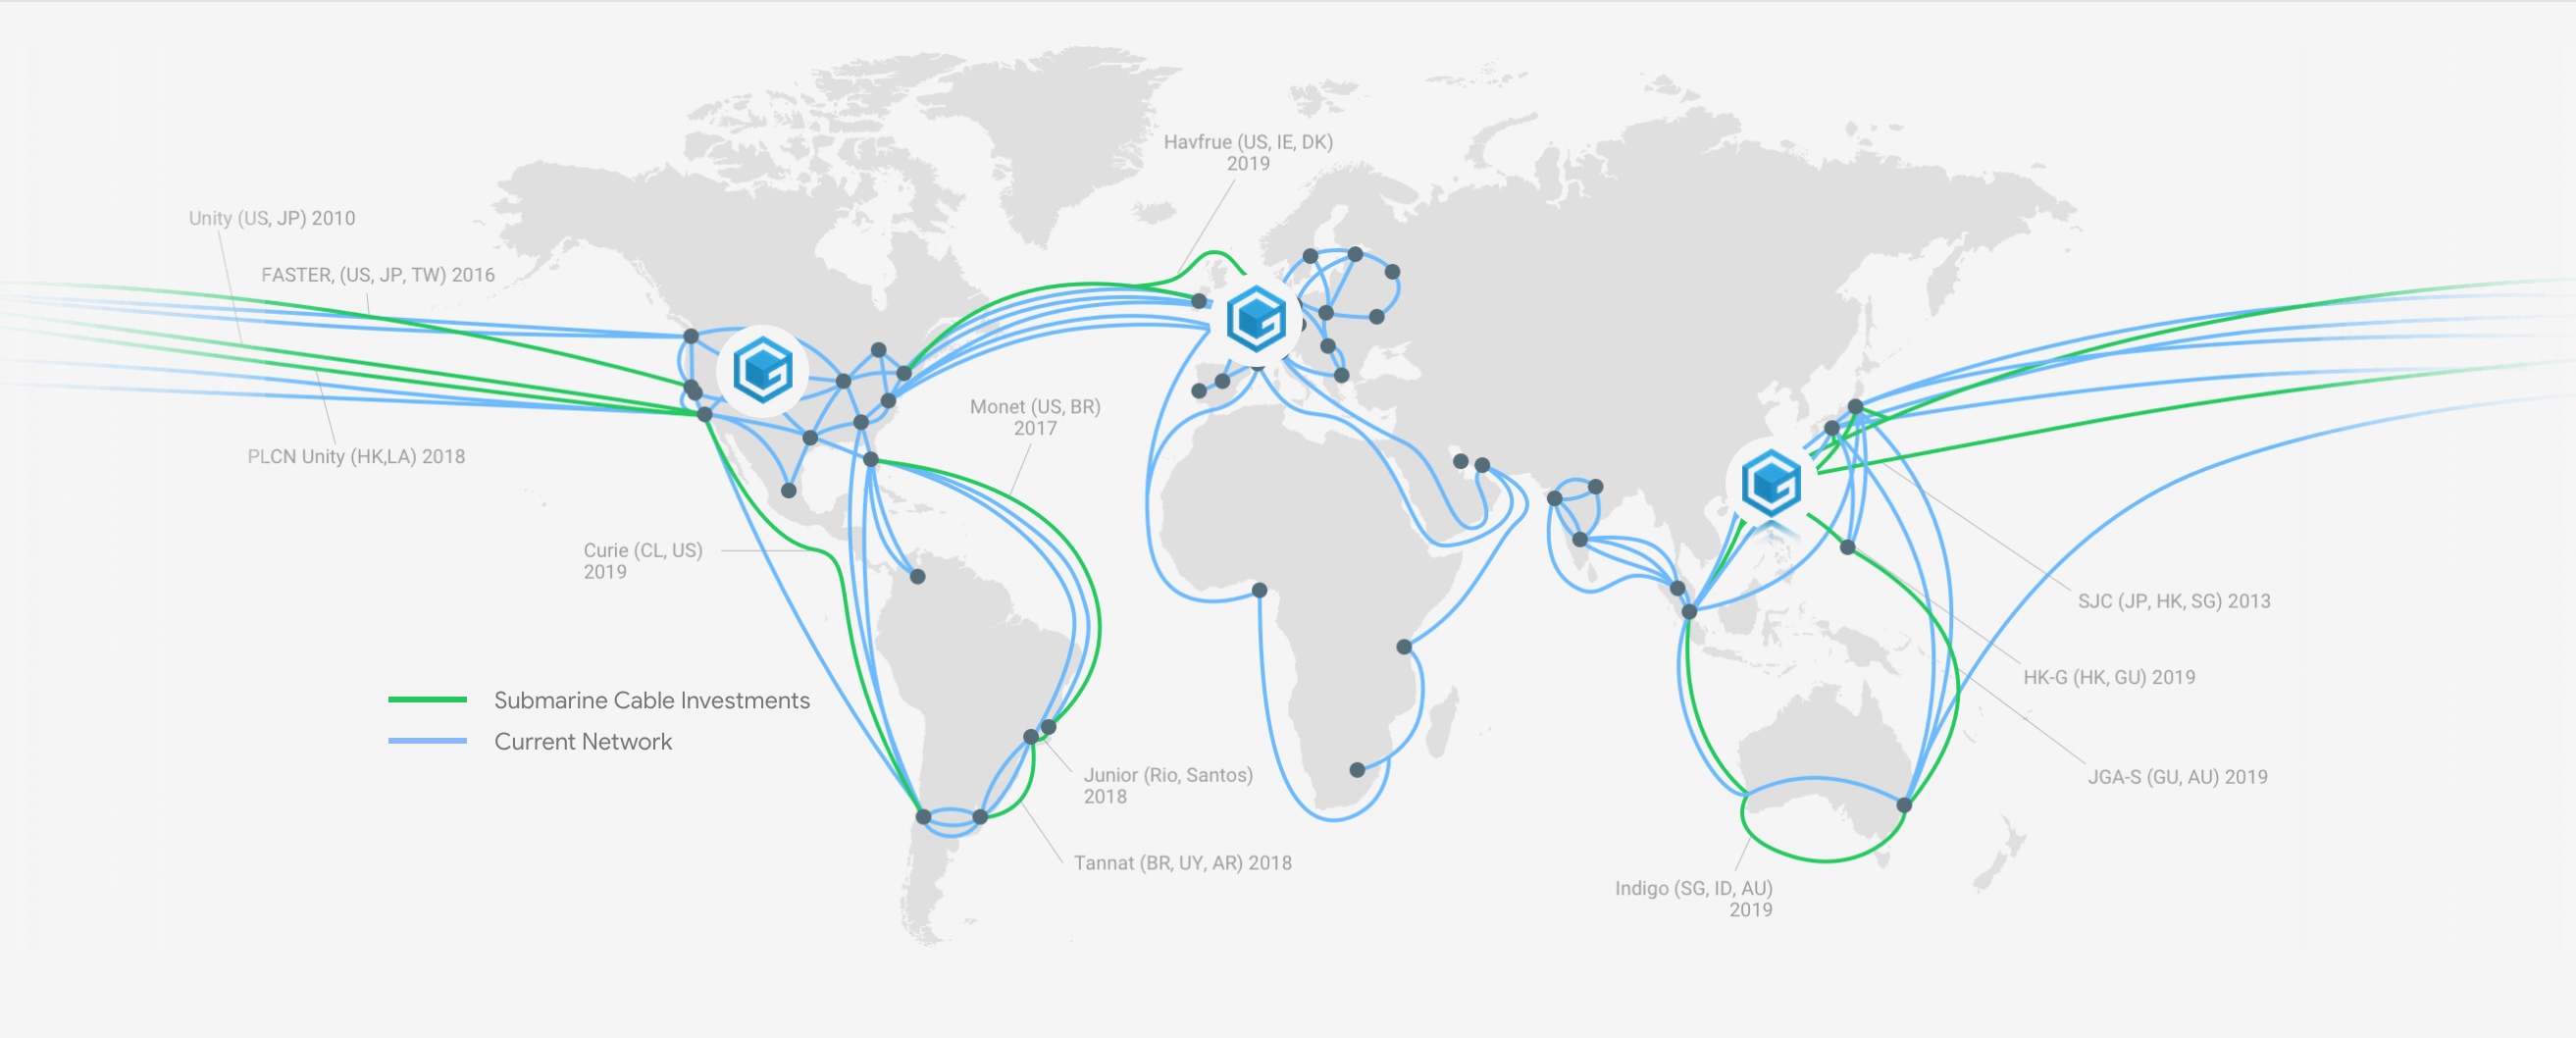 Havfrue (US, IE, DK)
2019
Unity (US, JP) 2010
FASTER, (US, JP, TW) 2016
Monet (US, BR)
2017
PLCN Unity (HK,LA) 2018
Curie (CL, US)
2019
SJC (JP, HK, SG) 2013
HK-G (HK, GU) 2019
Submarine Cable Investments
Current Network
Junior (Rio, Santos)
2018
JGA-S (GU, AU) 2019
Tannat (BR, UY, AR) 2018
Indigo (SG, ID, AU)
2019